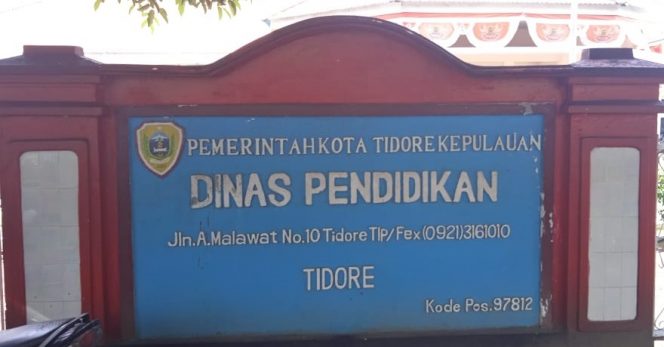 PEMERINTAH KOTA TIDORE KEPULAUAN
DINAS PENDIDIKAN
Jln.A.Malawat No.10 Tidore Tlp/Fex (0921)3161010
TIDORE
Kode Pos.97812